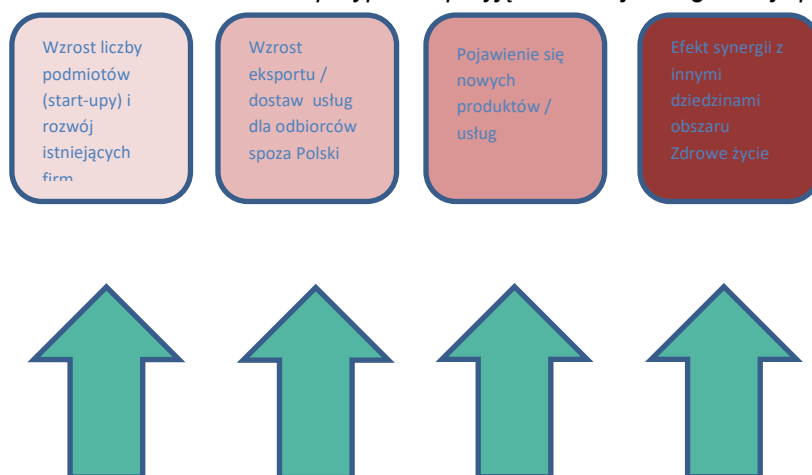 Wzrost liczby
podmiotów
(start-upy) i
rozwój
istniejących
firm
Wzrost
eksportu /
dostaw usług
dla odbiorców
spoza Polski
Pojawienie się
nowych
produktów /
usług
Efekt synergii z
innymi
dziedzinami
obszaru
Zdrowe życie